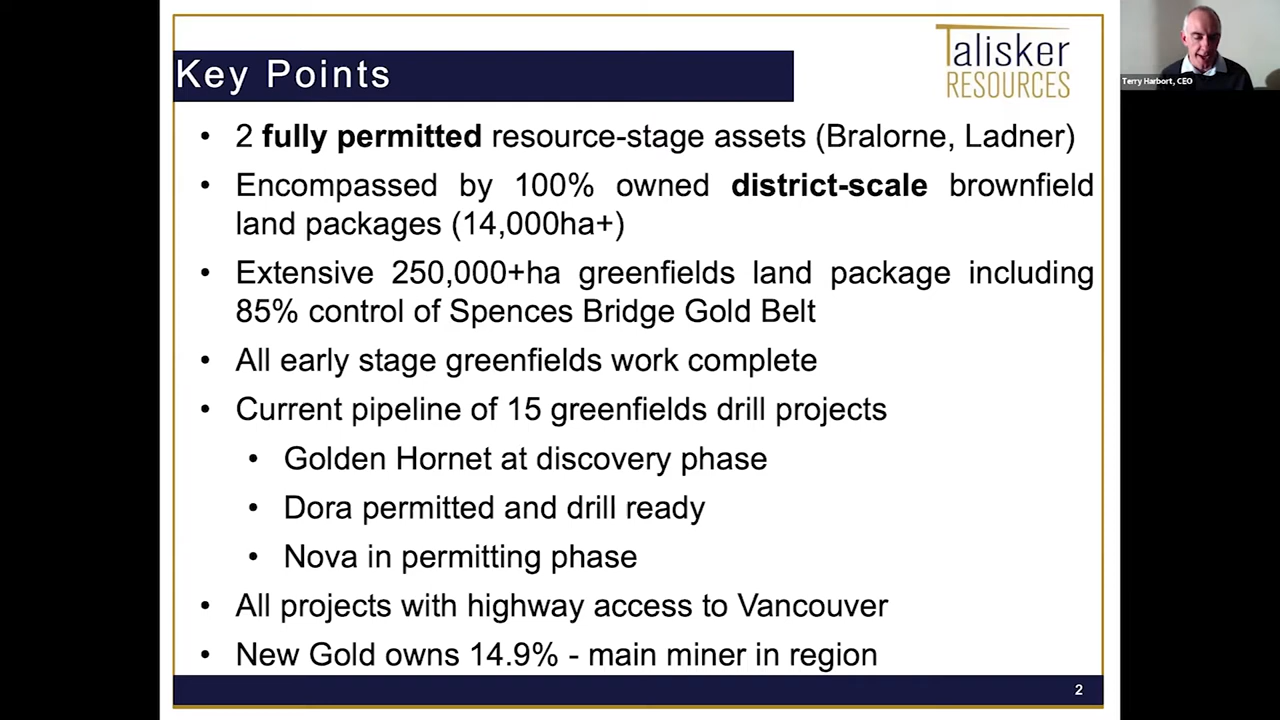 Key Points
Talisker
RESOURCES
Terry Harbort, CEO
• 2 fully permitted resource-stage assets (Bralorne, Ladner)
• Encompassed by 100% owned district-scale brownfield
land packages (14,000ha+)
• Extensive 250,000+ha greenfields land package including
85% control of Spences Bridge Gold Belt
• All early stage greenfields work complete
• Current pipeline of 15 greenfields drill projects
• Golden Hornet at discovery phase
• Dora permitted and drill ready
• Nova in permitting phase
• All projects with highway access to Vancouver
• New Gold owns 14.9% - main miner in region
2